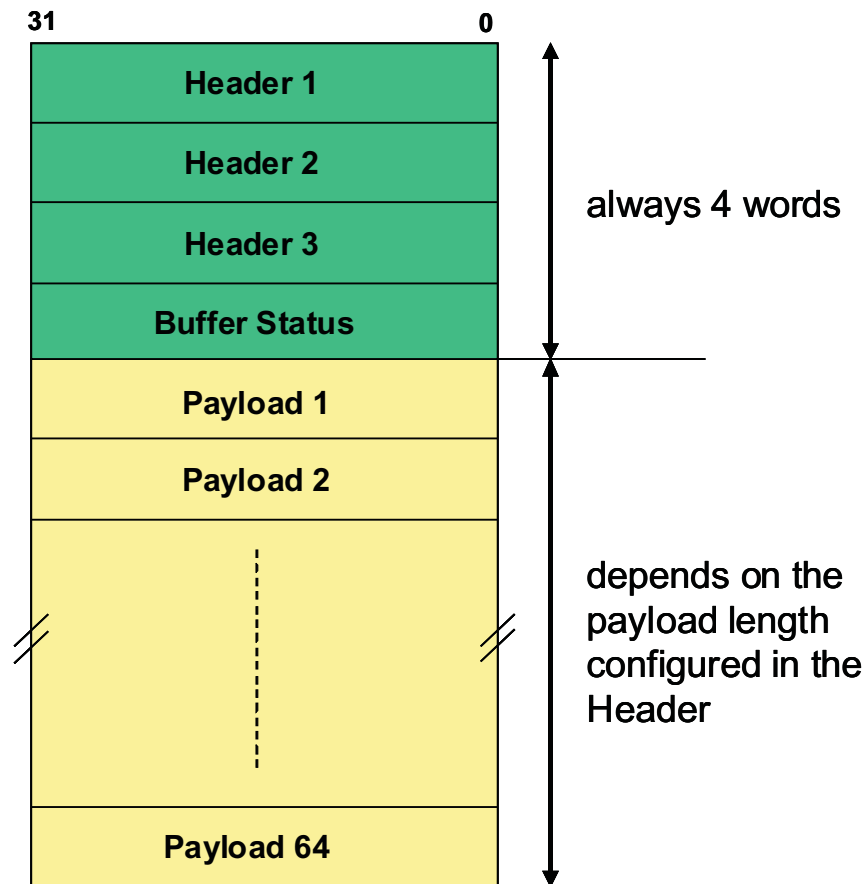 31 0
Header 1
Header 2
Header 3
Buffer Status
always 4 words
Payload 1
Payload 2
depends on the
payload length
configured in the
Header
Payload 64